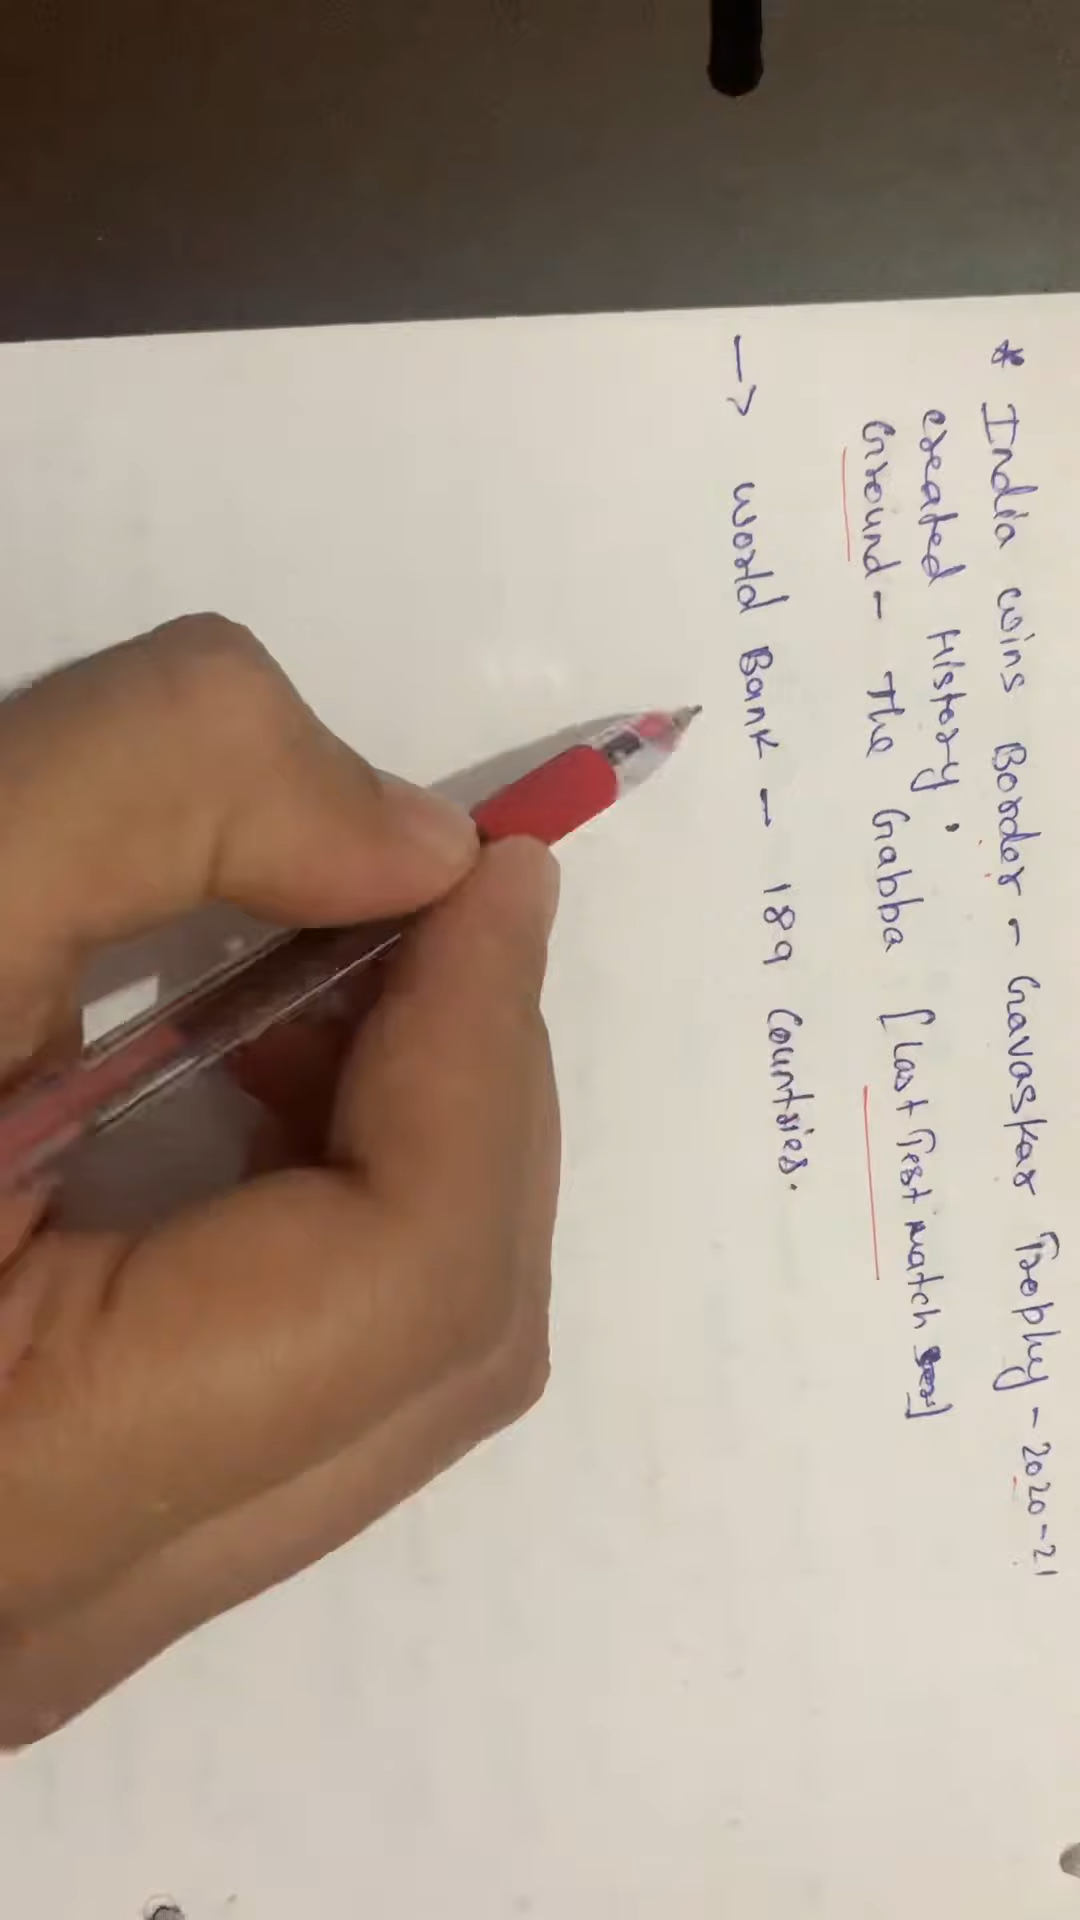 * India wins Border - Gavaskar Trophy - 2020-21
created History.
Ground - The Gabba [Last Test match]
-> World Bank - 189 Countries.